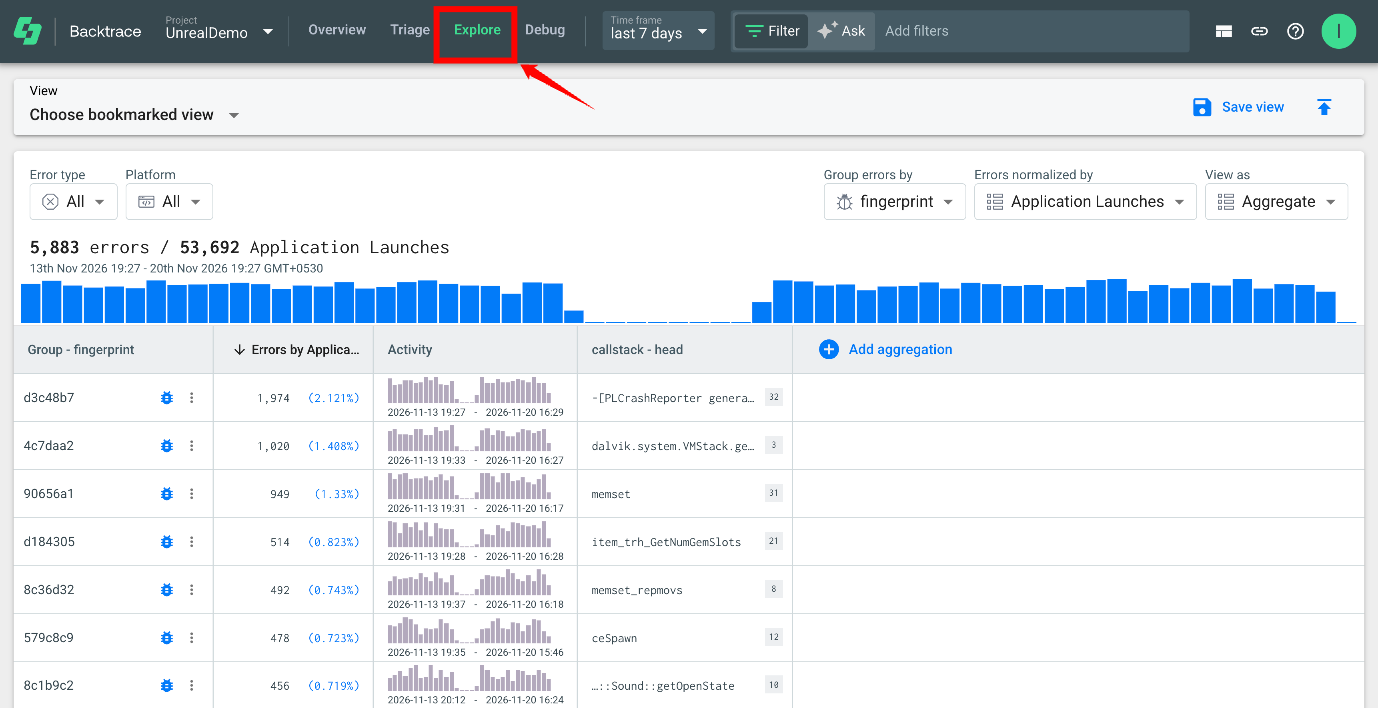 Backtrace
Project
UnrealDemo
Overview
Triage
Explore
Debug
Time frame
last 7 days
Filter
Ask
Add filters
I
View
Choose bookmarked view
Save view
Error type
All
Platform
All
Group errors by
fingerprint
Errors normalized by
Application Launches
View as
Aggregate
5,883 errors / 53,692 Application Launches
13th Nov 2026 19:27 - 20th Nov 2026 19:27 GMT+0530
Group - fingerprint
Errors by Applica...
Activity
callstack - head
Add aggregation
d3c48b7
1,974 (2.121%)
2026-11-13 19:27 - 2026-11-20 16:29
-[PLCrashReporter genera…
32
4c7daa2
1,020 (1.408%)
2026-11-13 19:33 - 2026-11-20 16:27
dalvik.system.VMStack.ge…
3
90656a1
949 (1.33%)
2026-11-13 19:31 - 2026-11-20 16:17
memset
31
d184305
514 (0.823%)
2026-11-13 19:28 - 2026-11-20 16:28
item_trh_GetNumGemSlots
21
8c36d32
492 (0.743%)
2026-11-13 19:37 - 2026-11-20 16:18
memset_repmovs
8
579c8c9
478 (0.723%)
2026-11-13 19:35 - 2026-11-20 15:46
ceSpawn
12
8c1b9c2
456 (0.719%)
2026-11-13 20:12 - 2026-11-20 16:24
…::Sound::getOpenState
10